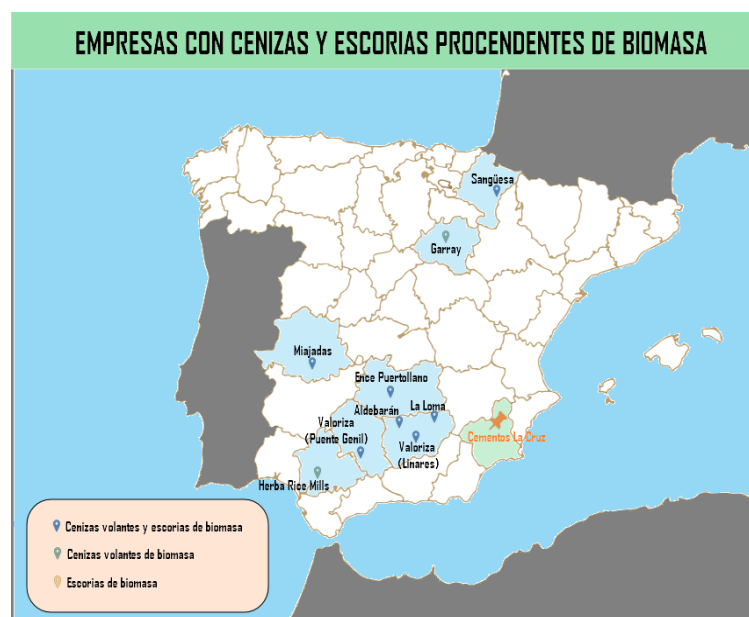 EMPRESAS CON CENIZAS Y ESCORIAS PROCENDENTES DE BIOMASA
Sangüesa
Garray
Miajadas
Ence Puertollano
Aldebarán
La Loma
Valoriza
(Puente Genil)
Valoriza
(Linares)
Cementos La Cruz
Herba Rice Mills
Cenizas volantes y escorias de biomasa
Cenizas volantes de biomasa
Escorias de biomasa